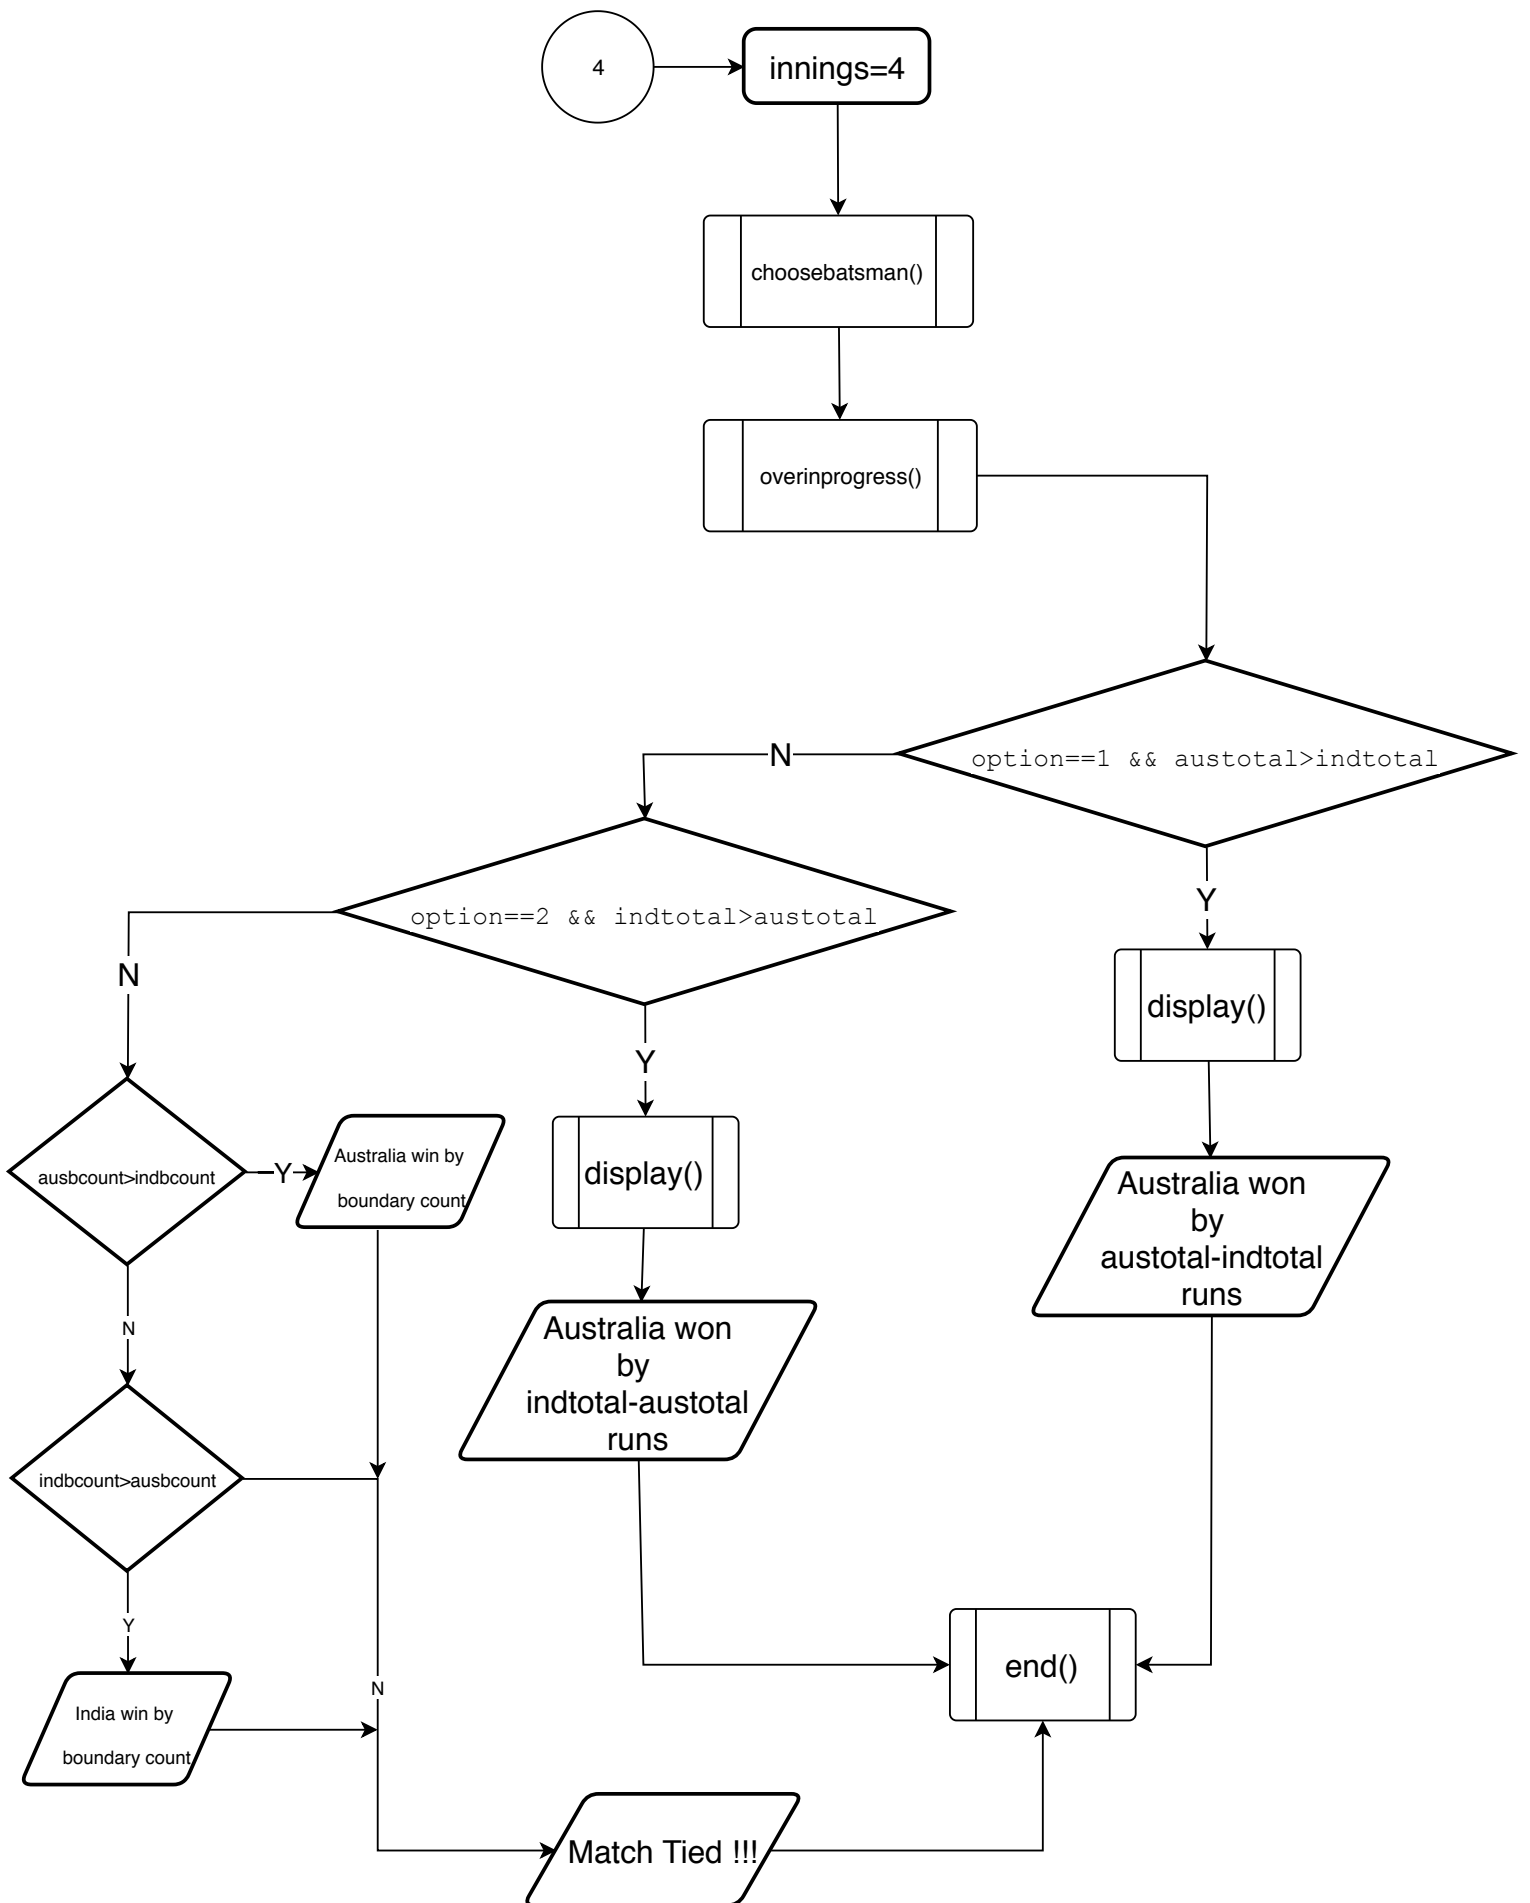 4
innings=4
choosebatsman()
overinprogress()
option==1 && austotal>indtotal
N
Y
option==2 && indtotal>austotal
N
Y
display()
display()
ausbcount>indbcount
Y
Australia win by
boundary count
Australia won
by
austotal-indtotal
runs
N
Australia won
by
indtotal-austotal
runs
indbcount>ausbcount
Y
N
India win by
boundary count
end()
Match Tied !!!